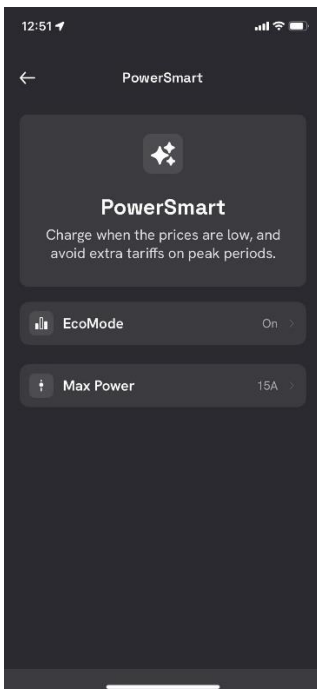 12:51
PowerSmart
PowerSmart
Charge when the prices are low, and
avoid extra tariffs on peak periods.
EcoMode On
Max Power 15A